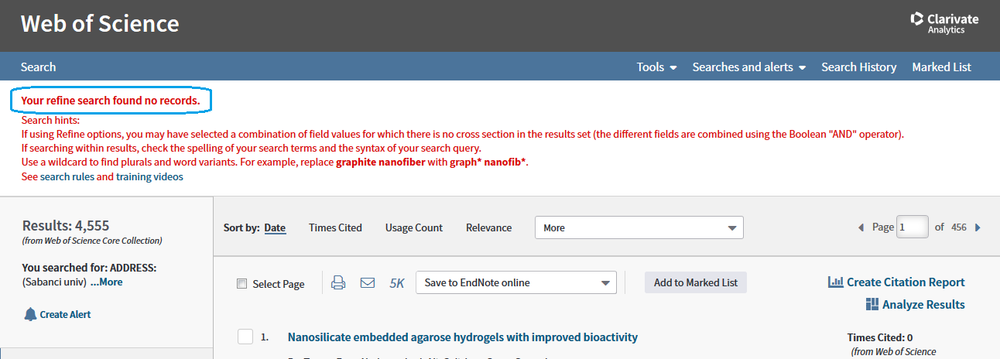 Web of Science
Clarivate
Analytics
Search
Tools
Searches and alerts
Search History
Marked List
Your refine search found no records.
Search hints:
If using Refine options, you may have selected a combination of field values for which there is no cross section in the results set (the different fields are combined using the Boolean "AND" operator).
If searching within results, check the spelling of your search terms and the syntax of your search query.
Use a wildcard to find plurals and word variants. For example, replace graphite nanofiber with graph* nanofib*.
See search rules and training videos
Results: 4,555
(from Web of Science Core Collection)
You searched for: ADDRESS:
(Sabanci univ) ...More
Create Alert
Sort by: Date Times Cited Usage Count Relevance More
Page 1 of 456
Select Page
5K
Save to EndNote online
Add to Marked List
Create Citation Report
Analyze Results
1. Nanosilicate embedded agarose hydrogels with improved bioactivity
Times Cited: 0
(from Web of Science